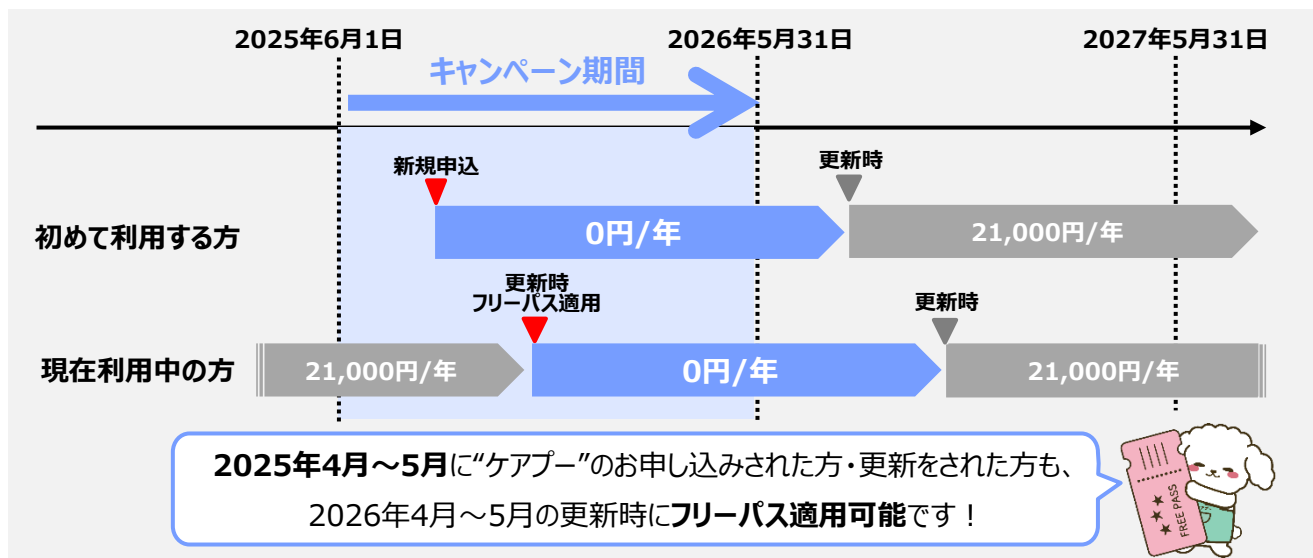 2025年6月1日
2026年5月31日
2027年5月31日
キャンペーン期間
新規申込
更新時
初めて利用する方
0円/年
21,000円/年
更新時
フリーパス適用
更新時
現在利用中の方
21,000円/年
0円/年
21,000円/年
2025年4月～5月に“ケアプー”のお申し込みされた方・更新をされた方も、
2026年4月～5月の更新時にフリーパス適用可能です！
FREE PASS